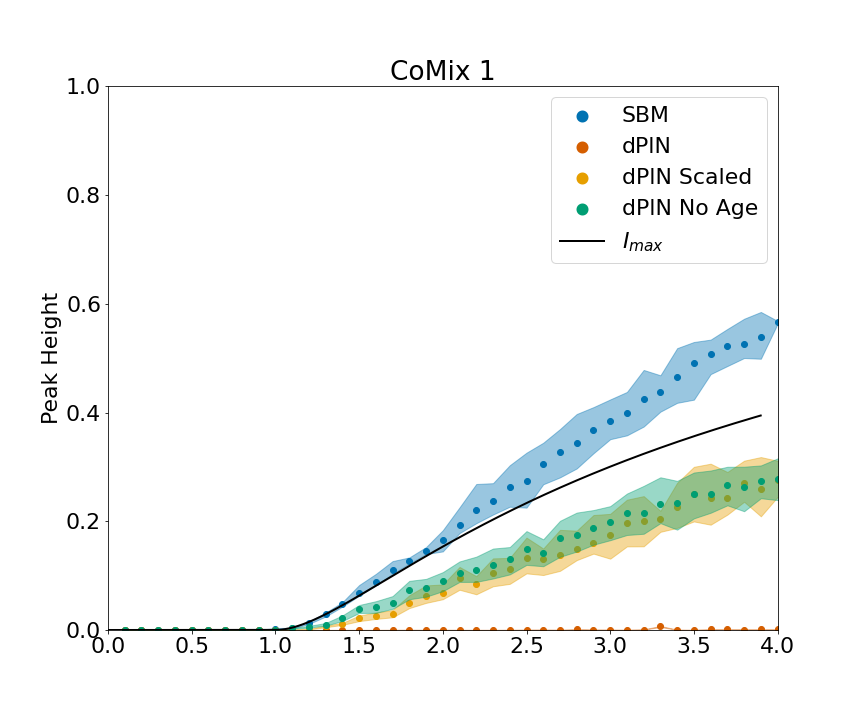 CoMix 1
1.0
0.8
0.6
0.4
0.2
0.0
Peak Height
SBM
dPIN
dPIN Scaled
dPIN No Age
I_{max}
0.0 0.5 1.0 1.5 2.0 2.5 3.0 3.5 4.0